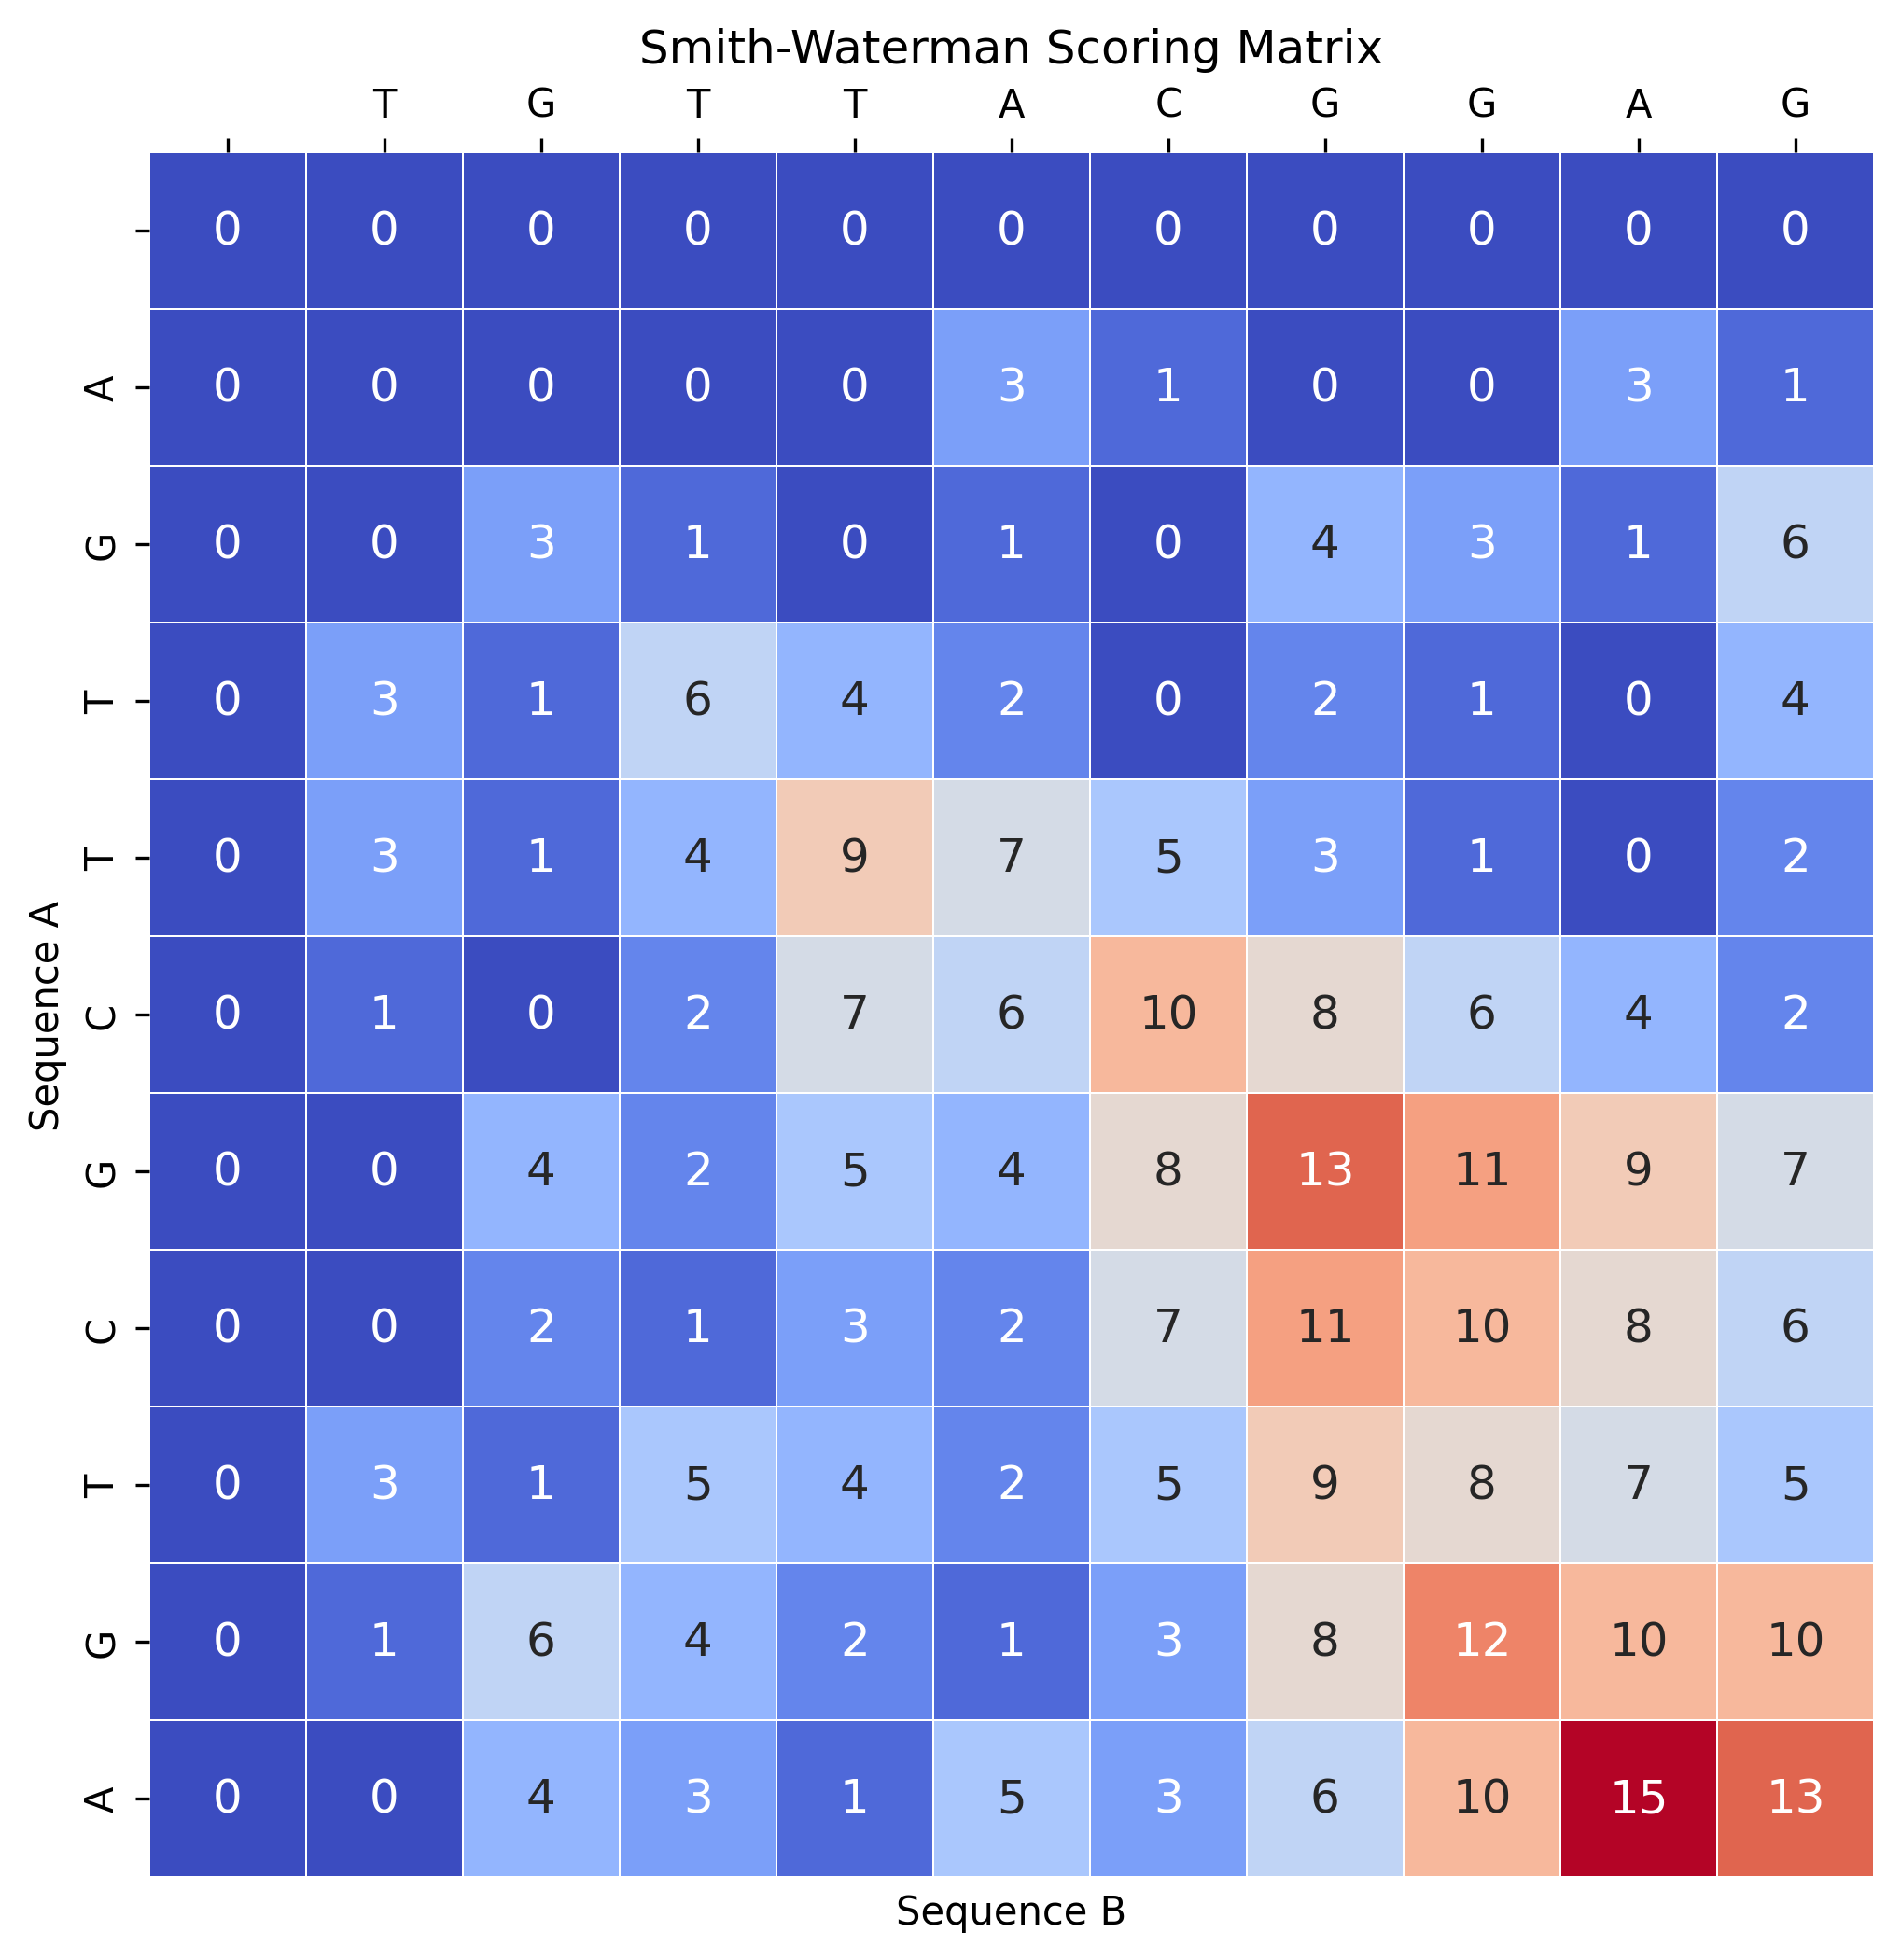 Smith-Waterman Scoring Matrix
T G T T A C G G A G
0 0 0 0 0 0 0 0 0 0 0
A 0 0 0 0 0 3 1 0 0 3 1
G 0 0 3 1 0 1 0 4 3 1 6
T 0 3 1 6 4 2 0 2 1 0 4
T 0 3 1 4 9 7 5 3 1 0 2
C 0 1 0 2 7 6 10 8 6 4 2
G 0 0 4 2 5 4 8 13 11 9 7
C 0 0 2 1 3 2 7 11 10 8 6
T 0 3 1 5 4 2 5 9 8 7 5
G 0 1 6 4 2 1 3 8 12 10 10
A 0 0 4 3 1 5 3 6 10 15 13
Sequence A
Sequence B